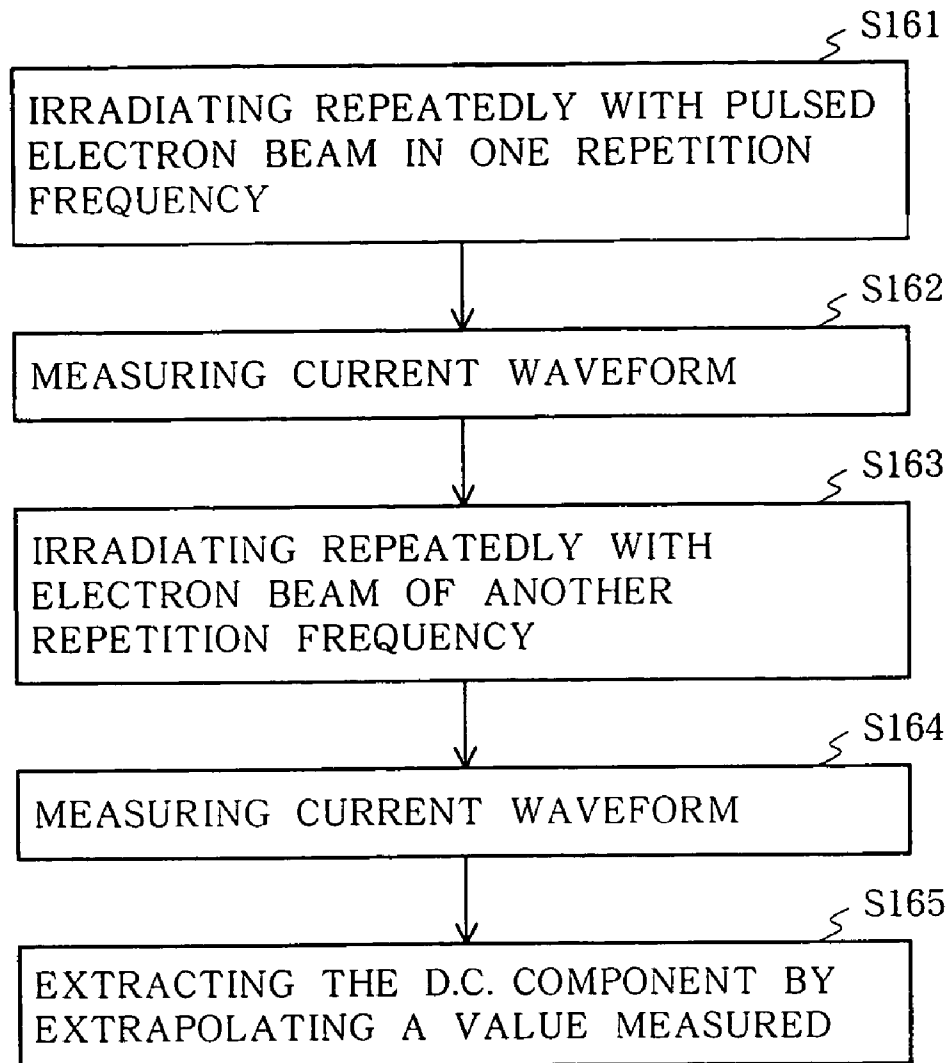 S161
IRRADIATING REPEATEDLY WITH PULSED
ELECTRON BEAM IN ONE REPETITION
FREQUENCY
S162
MEASURING CURRENT WAVEFORM
S163
IRRADIATING REPEATEDLY WITH
ELECTRON BEAM OF ANOTHER
REPETITION FREQUENCY
S164
MEASURING CURRENT WAVEFORM
S165
EXTRACTING THE D.C. COMPONENT BY
EXTRAPOLATING A VALUE MEASURED